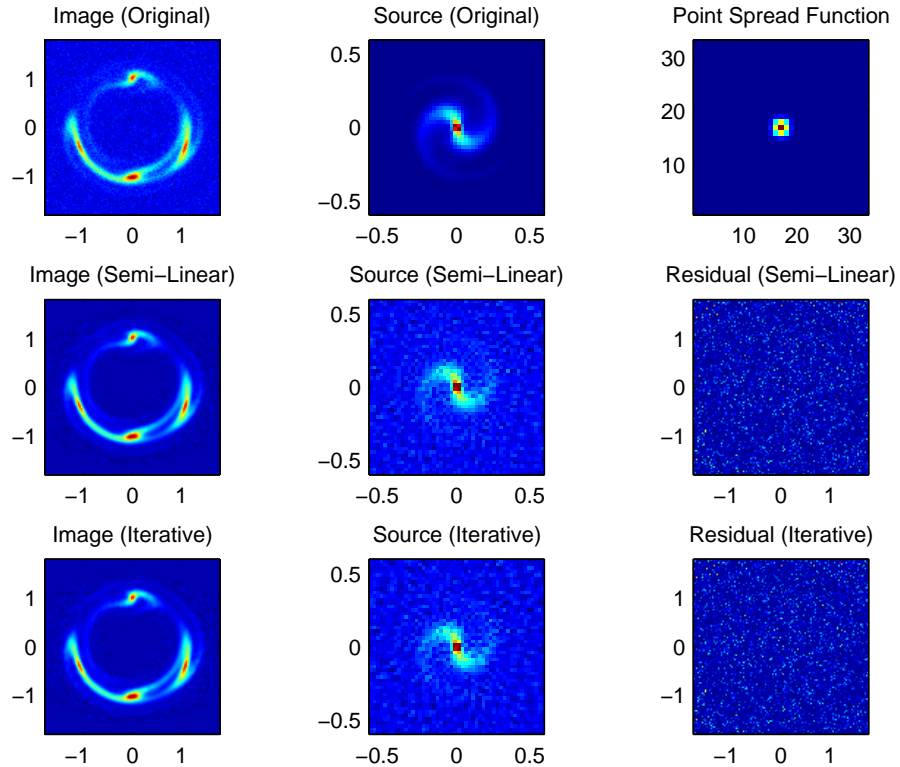 Image (Original)
Source (Original)
Point Spread Function
1
0
−1
−1 0 1
0.5
0
−0.5
−0.5 0 0.5
30
20
10
10 20 30
Image (Semi−Linear)
Source (Semi−Linear)
Residual (Semi−Linear)
1
0
−1
−1 0 1
0.5
0
−0.5
−0.5 0 0.5
1
0
−1
−1 0 1
Image (Iterative)
Source (Iterative)
Residual (Iterative)
1
0
−1
−1 0 1
0.5
0
−0.5
−0.5 0 0.5
1
0
−1
−1 0 1